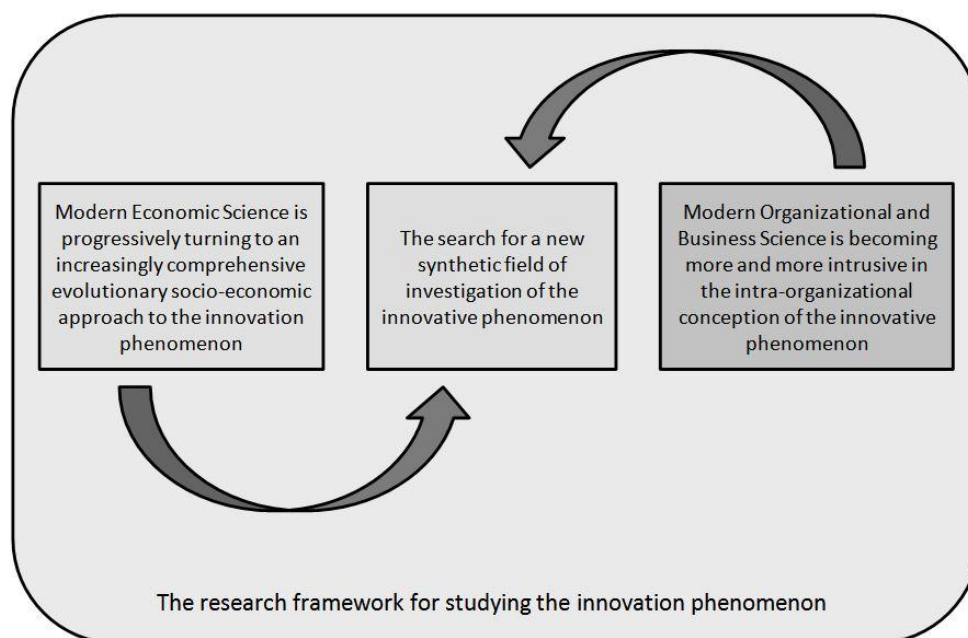 Modern Economic Science is
progressively turning to an
increasingly comprehensive
evolutionary socio-economic
approach to the innovation
phenomenon
The search for a new
synthetic field of
investigation of the
innovative phenomenon
Modern Organizational and
Business Science is becoming
more and more intrusive in
the intra-organizational
conception of the innovative
phenomenon
The research framework for studying the innovation phenomenon